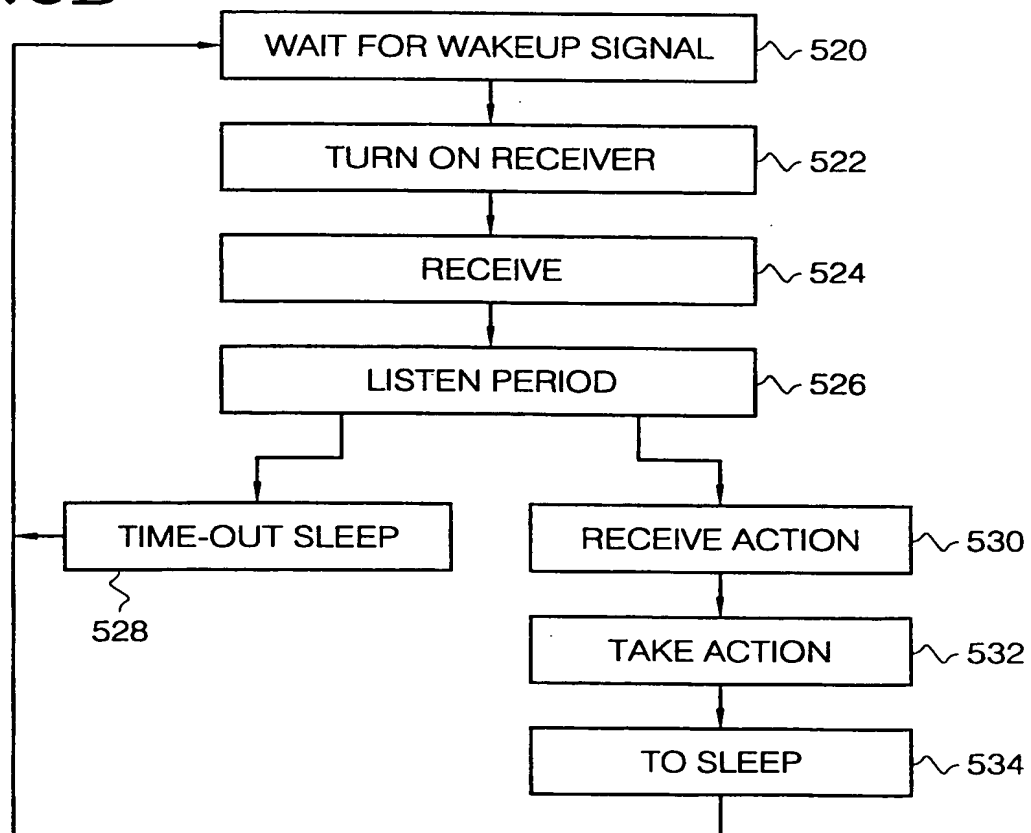 WAIT FOR WAKEUP SIGNAL 520
TURN ON RECEIVER 522
RECEIVE 524
LISTEN PERIOD 526
TIME-OUT SLEEP
528
RECEIVE ACTION 530
TAKE ACTION 532
TO SLEEP 534